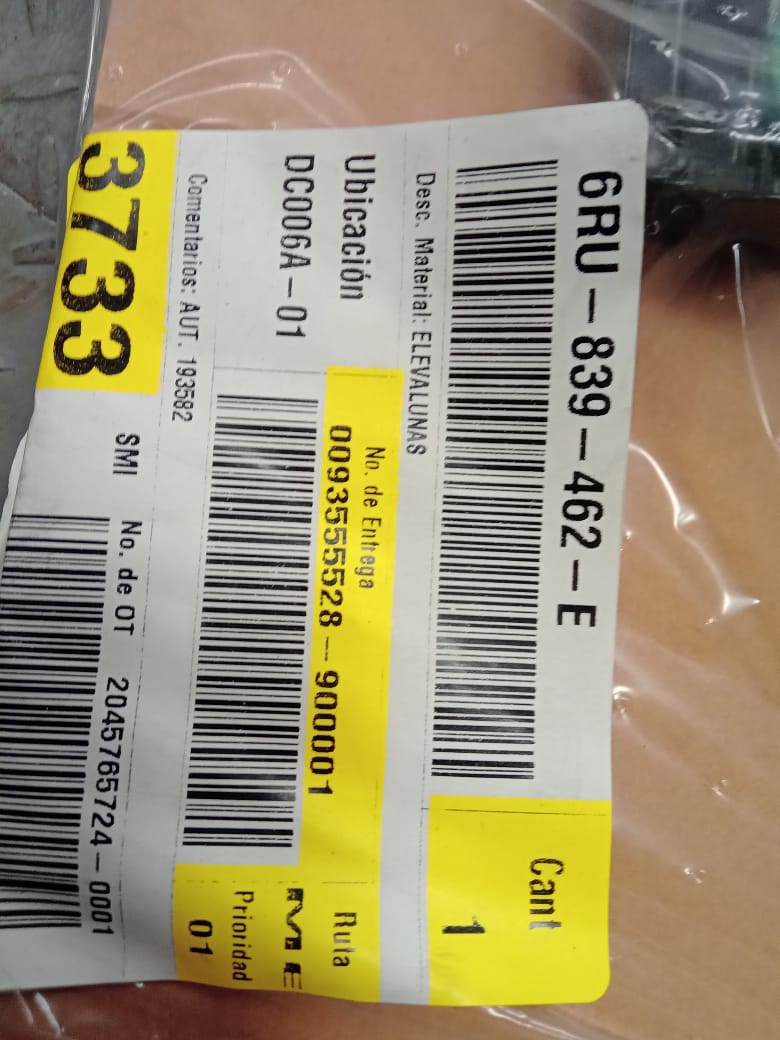 6RU-839-462-E
Cant
1
Desc. Material: ELEVALUNAS
Ubicación
DC006A-01
No. de Entrega
0093555528-900001
Ruta
ME
Prioridad
01
Comentarios: AUT. 193582
3733
SMI No. de OT 2045765724-0001